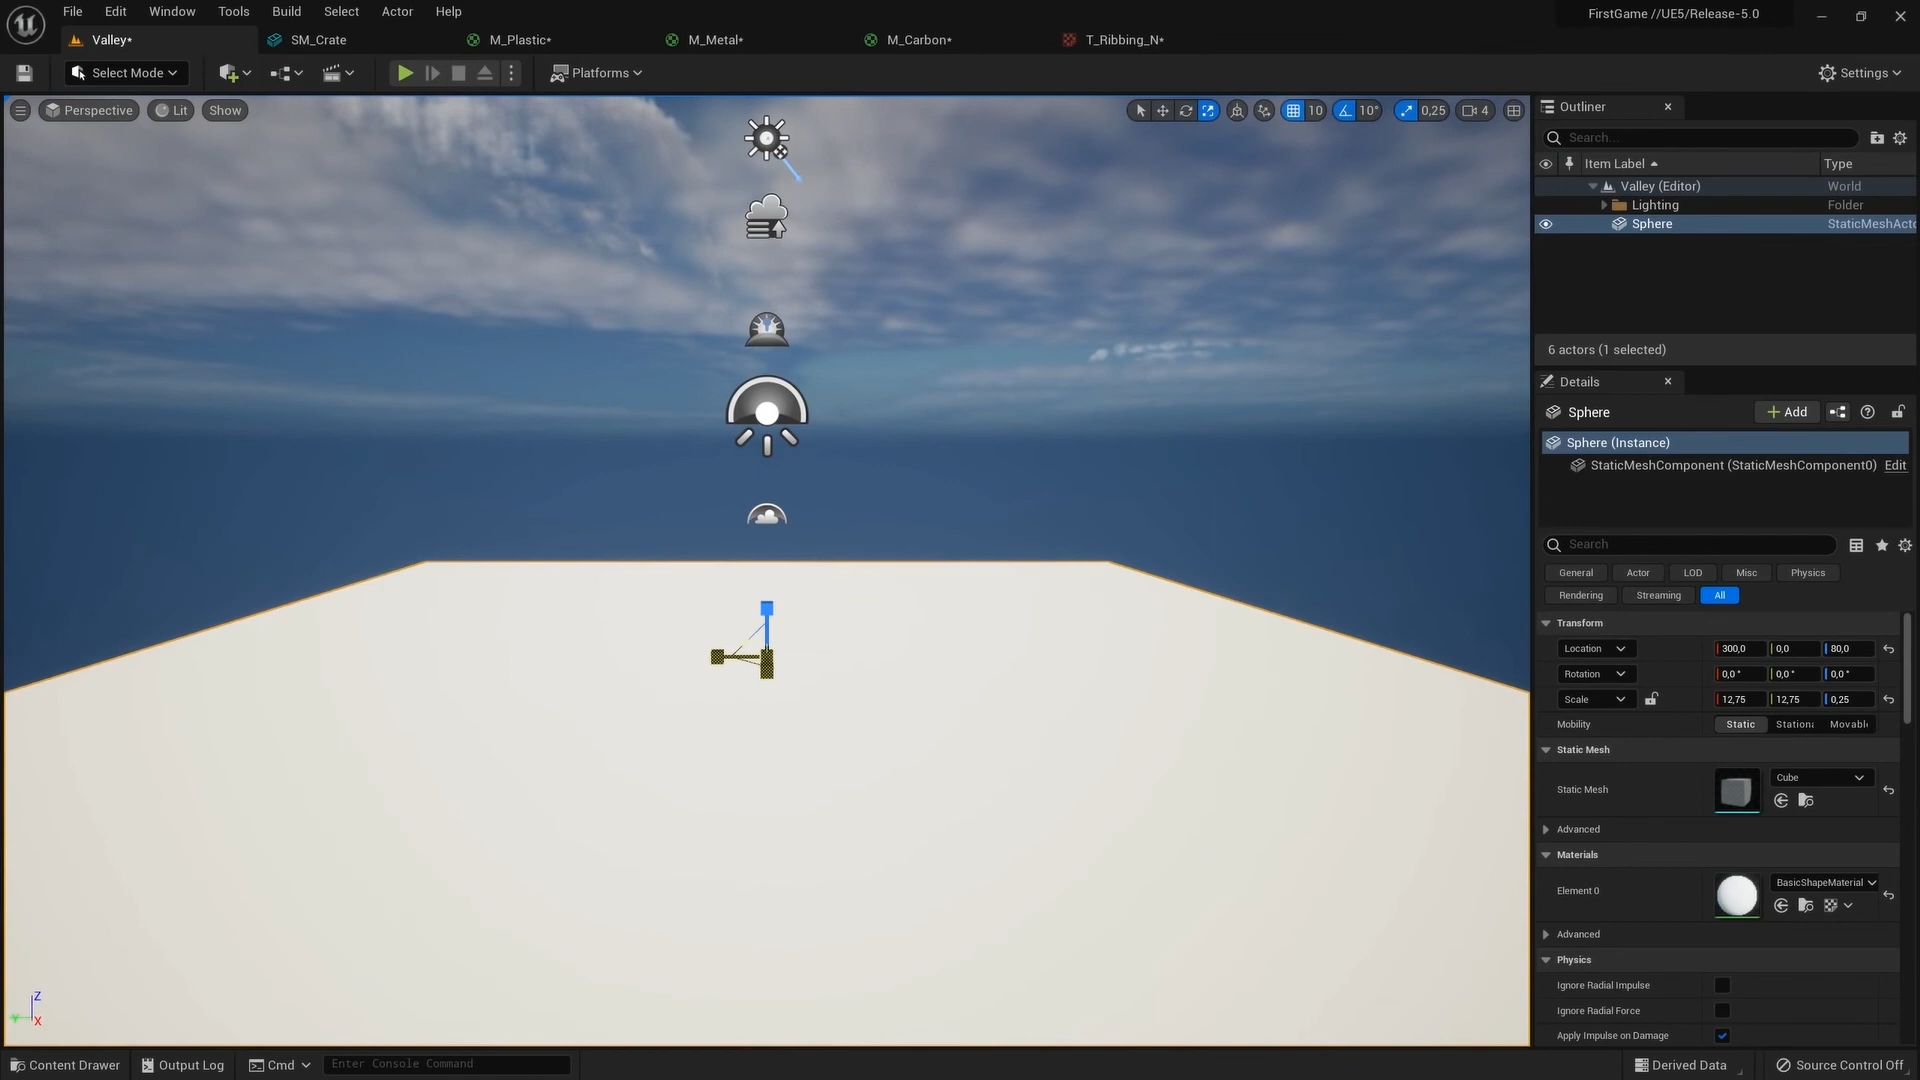 File Edit Window Tools Build Select Actor Help
FirstGame //UE5/Release-5.0
Valley* SM_Crate M_Plastic* M_Metal* M_Carbon* T_Ribbing_N*
Select Mode Platforms Settings
Perspective Lit Show 10 10° 0,25 4
Outliner
Search...
Item Label Type
Valley (Editor) World
Lighting Folder
Sphere StaticMeshActo
6 actors (1 selected)
Details
Sphere Add
Sphere (Instance)
StaticMeshComponent (StaticMeshComponent0) Edit
Search
General Actor LOD Misc Physics
Rendering Streaming All
Transform
Location 300,0 0,0 80,0
Rotation 0,0 ° 0,0 ° 0,0 °
Scale 12,75 12,75 0,25
Mobility Static Stationa Movabl
Static Mesh
Static Mesh Cube
Advanced
Materials
Element 0 BasicShapeMaterial
Advanced
Physics
Ignore Radial Impulse
Ignore Radial Force
Apply Impulse on Damage
Z
Y
X
Content Drawer Output Log Cmd Enter Console Command Derived Data Source Control Off